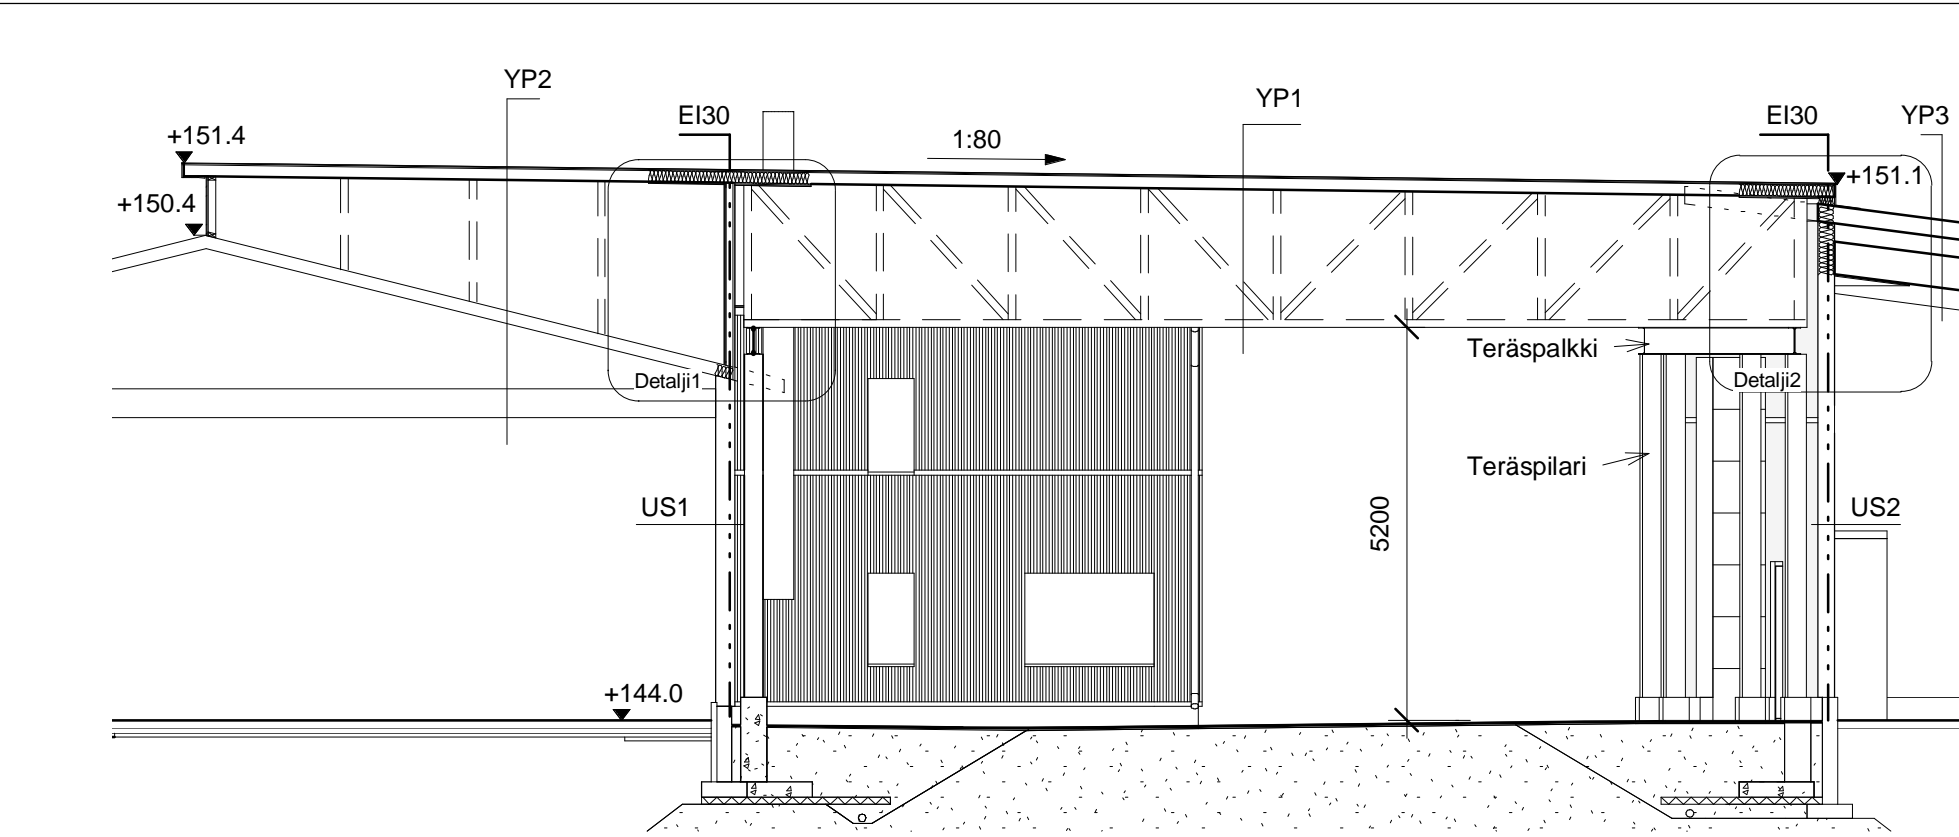 YP2
YP1
EI30
EI30
YP3
+151.4
1:80
+151.1
+150.4
Teräspalkki
Detalji1
Detalji2
Teräspilari
US1
5200
US2
+144.0